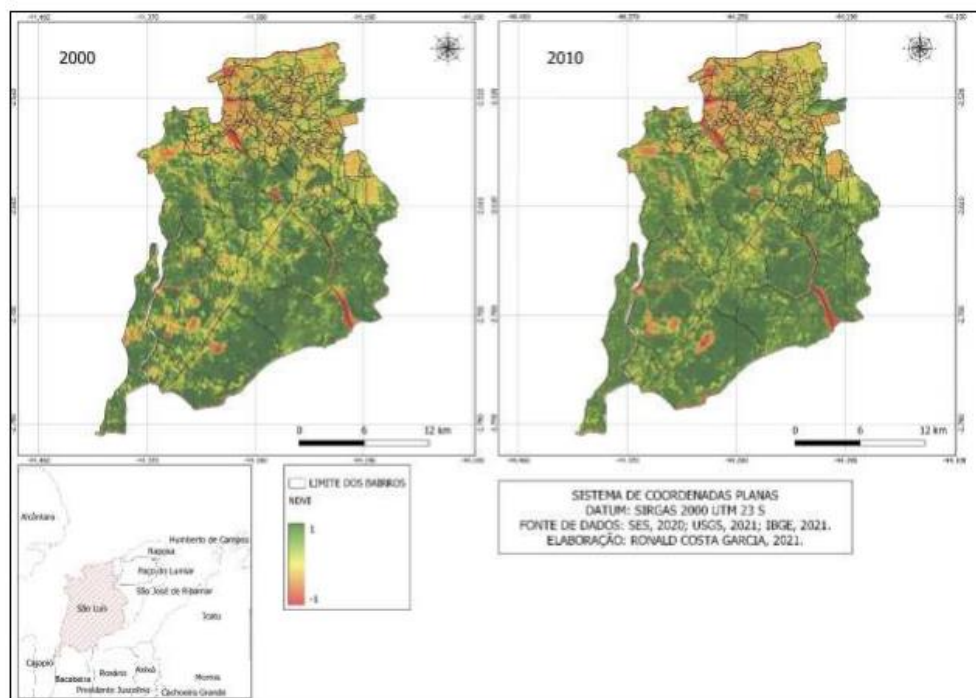 2000
2010
0 6 12 km
0 6 12 km
LIMITE DOS BAIRROS
NDVI
1
-1
SISTEMA DE COORDENADAS PLANAS
DATUM: SIRGAS 2000 UTM 23 S
FONTE DE DADOS: SES, 2020; USGS, 2021; IBGE, 2021.
ELABORAÇÃO: RONALD COSTA GARCIA, 2021.
Alcântara
Humberto de Campos
Raposa
Paço do Lumiar
São José de Ribamar
São Luís
Icatu
Cajapió
Bacabeira
Rosário
Axixá
Morros
Presidente Juscelino
Cachoeira Grande